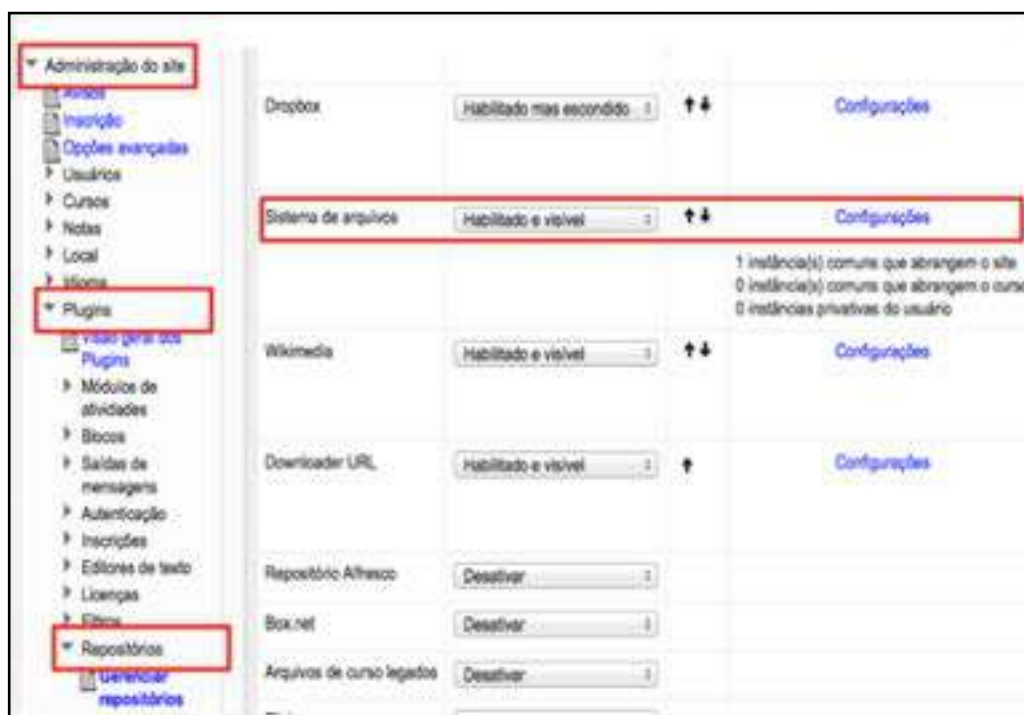 Administração do site
Avisos
Inscrição
Opções avançadas
Usuários
Cursos
Notas
Local
Idioma
Plugins
Visão geral dos
Plugins
Módulos de
atividades
Blocos
Saídas de
mensagens
Autenticação
Inscrições
Editores de texto
Licenças
Filtros
Repositórios
Gerenciar
repositórios
Dropbox Habilitado mas escondido Configurações
Sistema de arquivos Habilitado e visível Configurações
1 instância(s) comuns que abrangem o site
0 instância(s) comuns que abrangem o curso
0 instâncias privativas do usuário
Wikimedia Habilitado e visível Configurações
Downloader URL Habilitado e visível Configurações
Repositório Alfresco Desativar
Box.net Desativar
Arquivos de curso legados Desativar